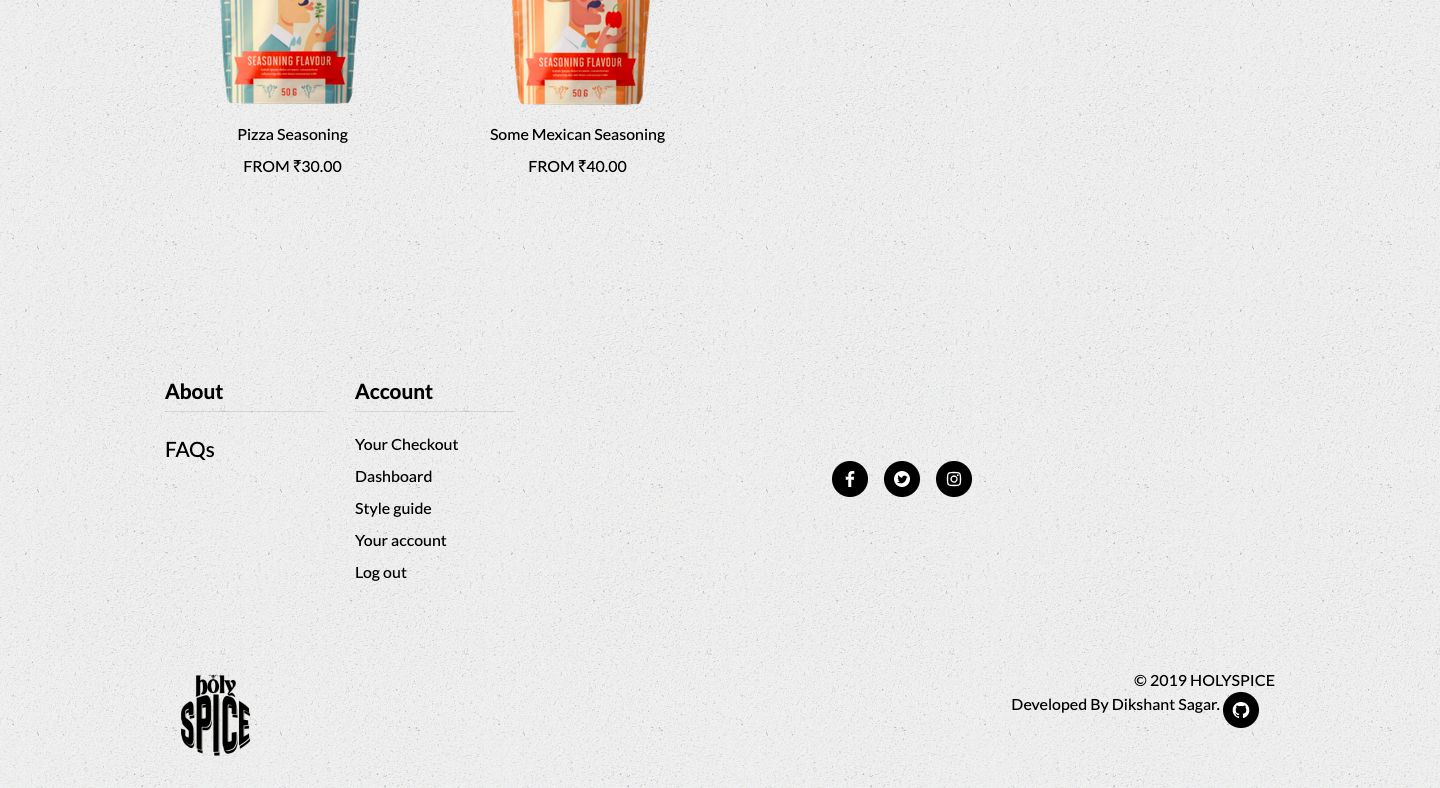 SEASONING FLAVOUR
50 G
SEASONING FLAVOUR
50 G
Pizza Seasoning
FROM ₹30.00
Some Mexican Seasoning
FROM ₹40.00
About
FAQs
Account
Your Checkout
Dashboard
Style guide
Your account
Log out
holy
SPICE
© 2019 HOLYSPICE
Developed By Dikshant Sagar.